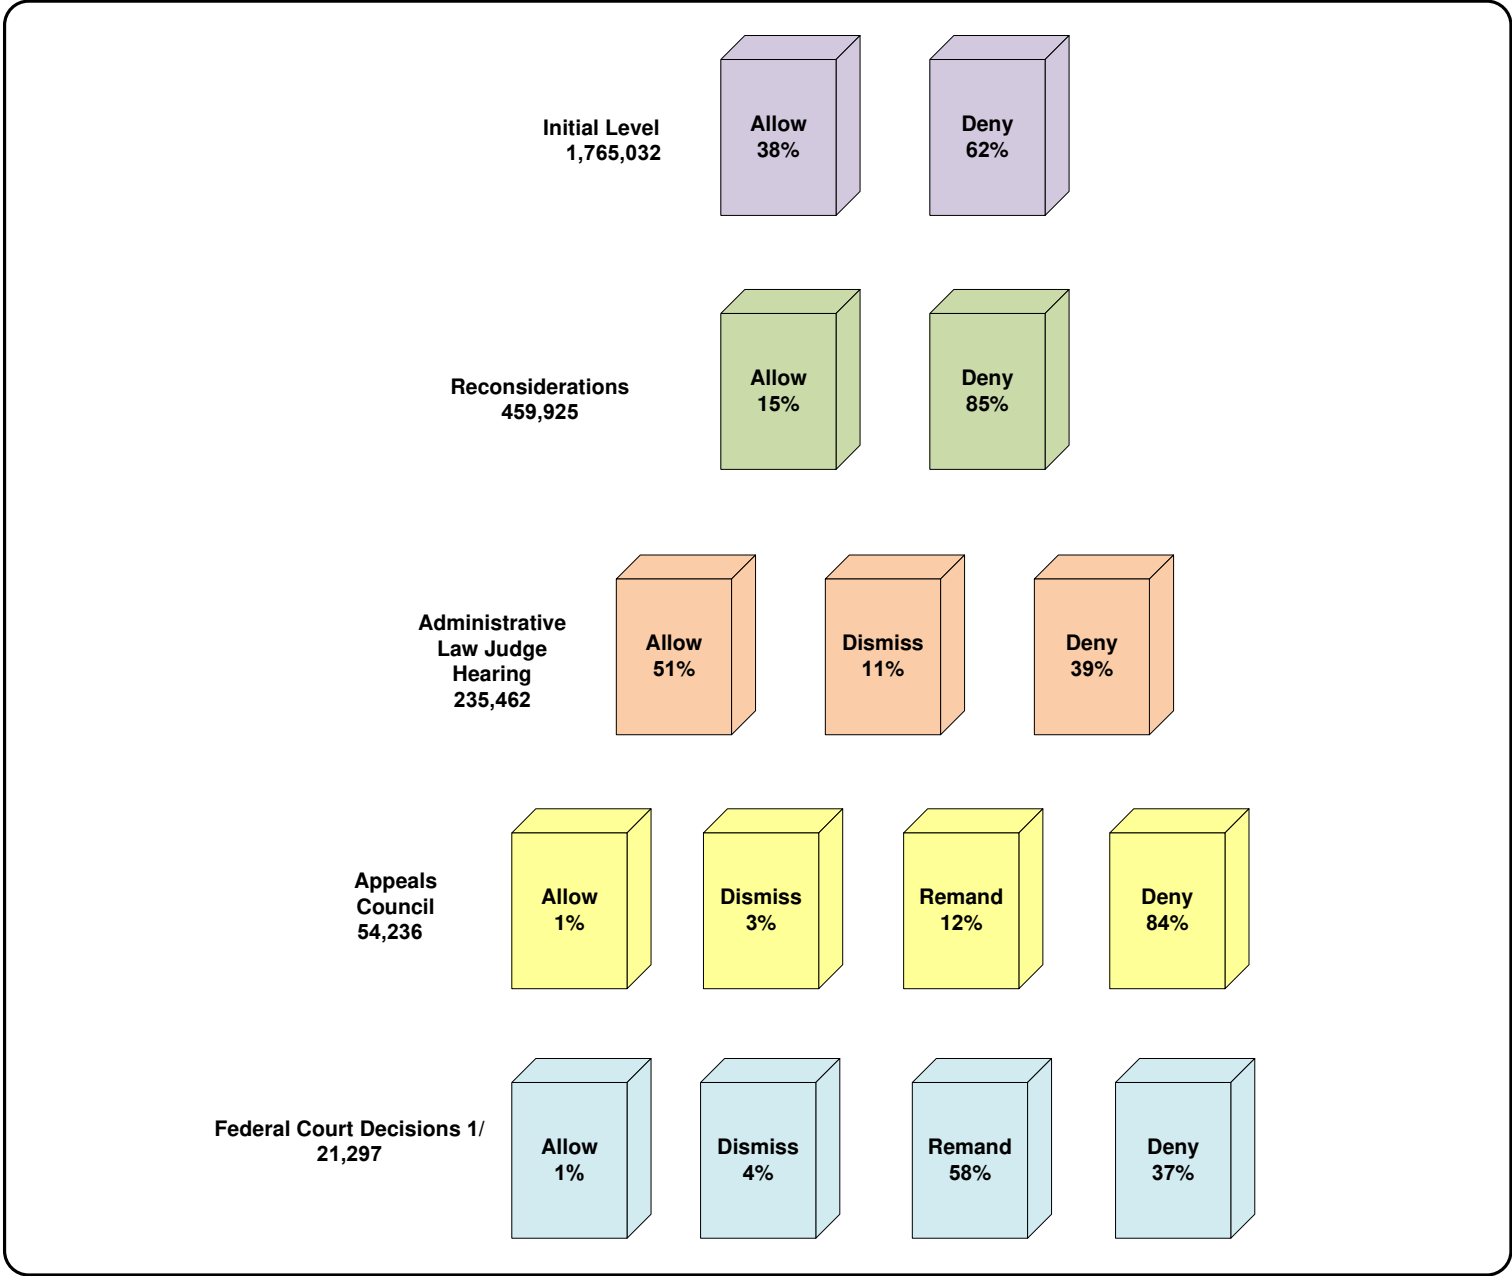 Initial Level
1,765,032
Allow
38%
Deny
62%
Reconsiderations
459,925
Allow
15%
Deny
85%
Administrative
Law Judge
Hearing
235,462
Allow
51%
Dismiss
11%
Deny
39%
Appeals
Council
54,236
Allow
1%
Dismiss
3%
Remand
12%
Deny
84%
Federal Court Decisions 1/
21,297
Allow
1%
Dismiss
4%
Remand
58%
Deny
37%